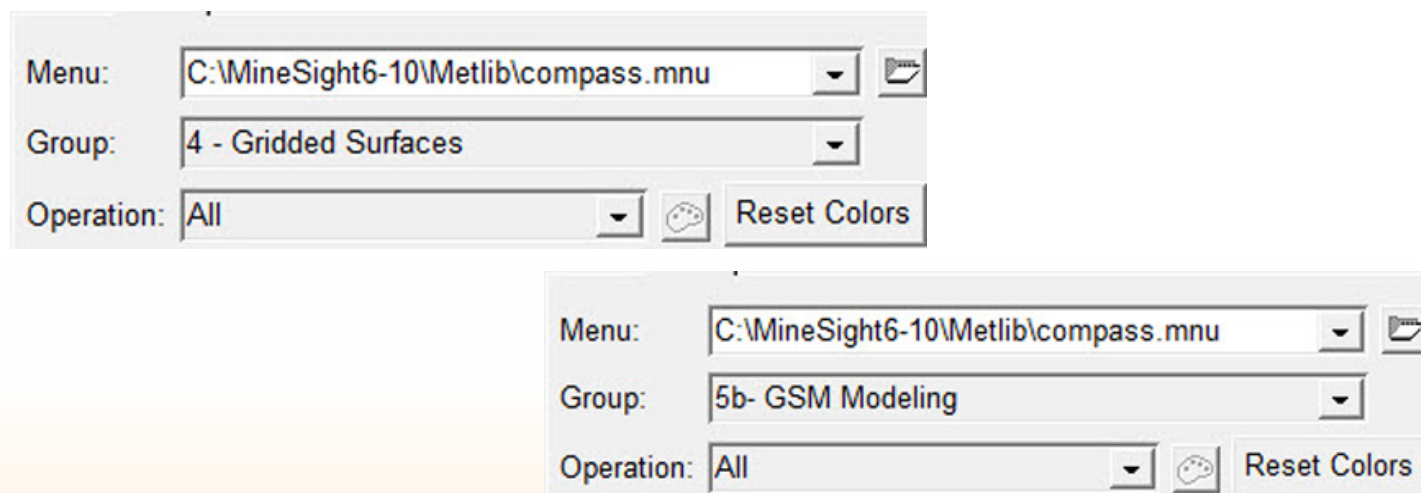 Menu: C:\MineSight6-10\Metlib\compass.mnu
Group: 4 - Gridded Surfaces
Operation: All Reset Colors
Menu: C:\MineSight6-10\Metlib\compass.mnu
Group: 5b- GSM Modeling
Operation: All Reset Colors